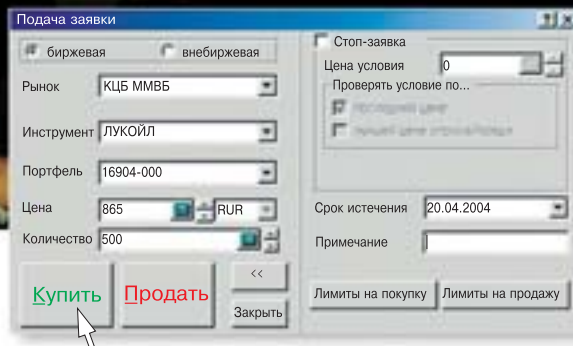 Подача заявки
биржевая внебиржевая
Рынок КЦБ ММВБ
Инструмент ЛУКОЙЛ
Портфель 16904-000
Цена 865 RUR
Количество 500
Купить Продать
<<
Закрыть
Стоп-заявка
Цена условия 0
Проверять условие по...
последней цене
Срок истечения 20.04.2004
Примечание
Лимиты на покупку Лимиты на продажу